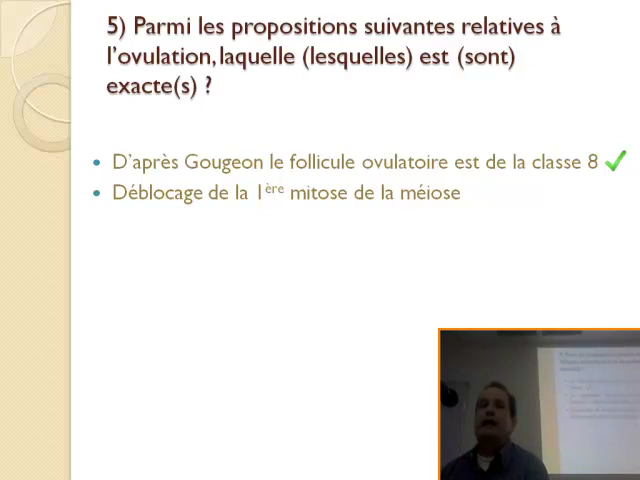 5) Parmi les propositions suivantes relatives à
l’ovulation, laquelle (lesquelles) est (sont)
exacte(s) ?
• D’après Gougeon le follicule ovulatoire est de la classe 8 ✓
• Déblocage de la 1ère mitose de la méiose